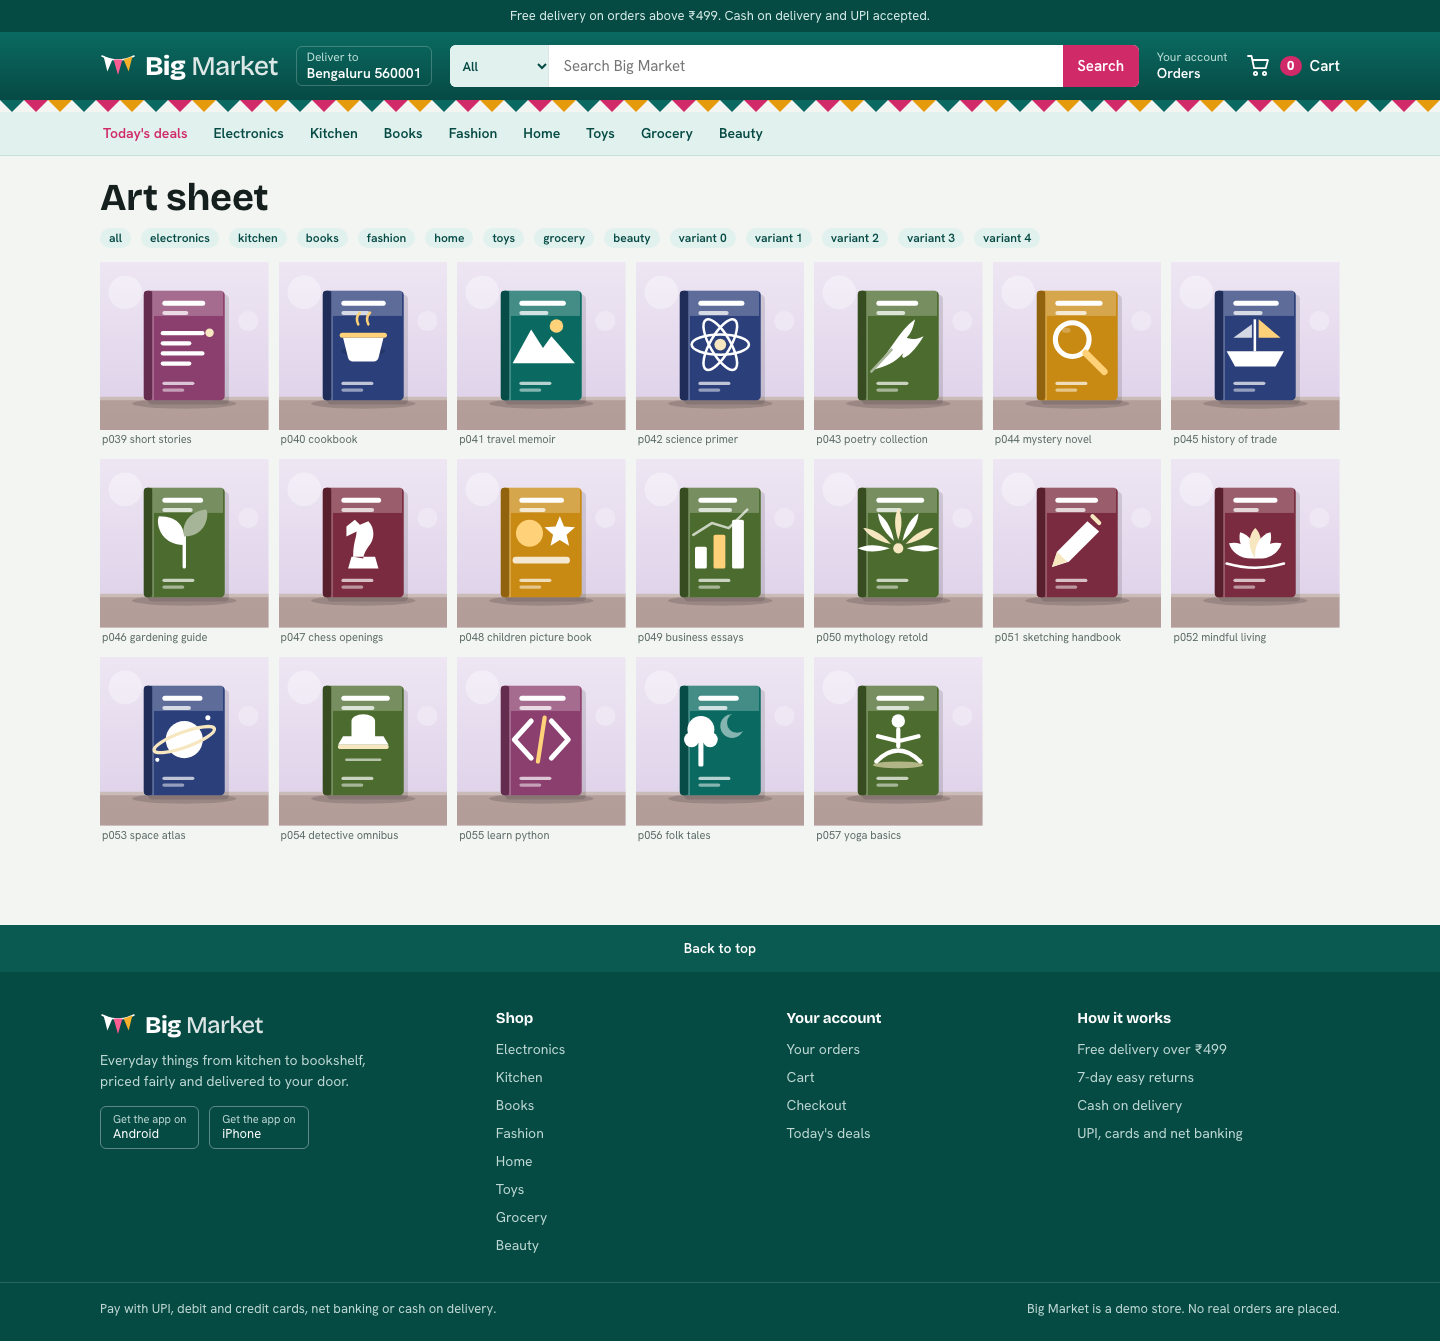 Free delivery on orders above ₹499. Cash on delivery and UPI accepted.
Big Market
Deliver to
Bengaluru 560001
All
Search Big Market
Search
Your account
Orders
0 Cart
Today's deals Electronics Kitchen Books Fashion Home Toys Grocery Beauty
Art sheet
all electronics kitchen books fashion home toys grocery beauty variant 0 variant 1 variant 2 variant 3 variant 4
p039 short stories
p040 cookbook
p041 travel memoir
p042 science primer
p043 poetry collection
p044 mystery novel
p045 history of trade
p046 gardening guide
p047 chess openings
p048 children picture book
p049 business essays
p050 mythology retold
p051 sketching handbook
p052 mindful living
p053 space atlas
p054 detective omnibus
p055 learn python
p056 folk tales
p057 yoga basics
Back to top
Big Market
Everyday things from kitchen to bookshelf,
priced fairly and delivered to your door.
Get the app on
Android
Get the app on
iPhone
Shop
Electronics
Kitchen
Books
Fashion
Home
Toys
Grocery
Beauty
Your account
Your orders
Cart
Checkout
Today's deals
How it works
Free delivery over ₹499
7-day easy returns
Cash on delivery
UPI, cards and net banking
Pay with UPI, debit and credit cards, net banking or cash on delivery.
Big Market is a demo store. No real orders are placed.